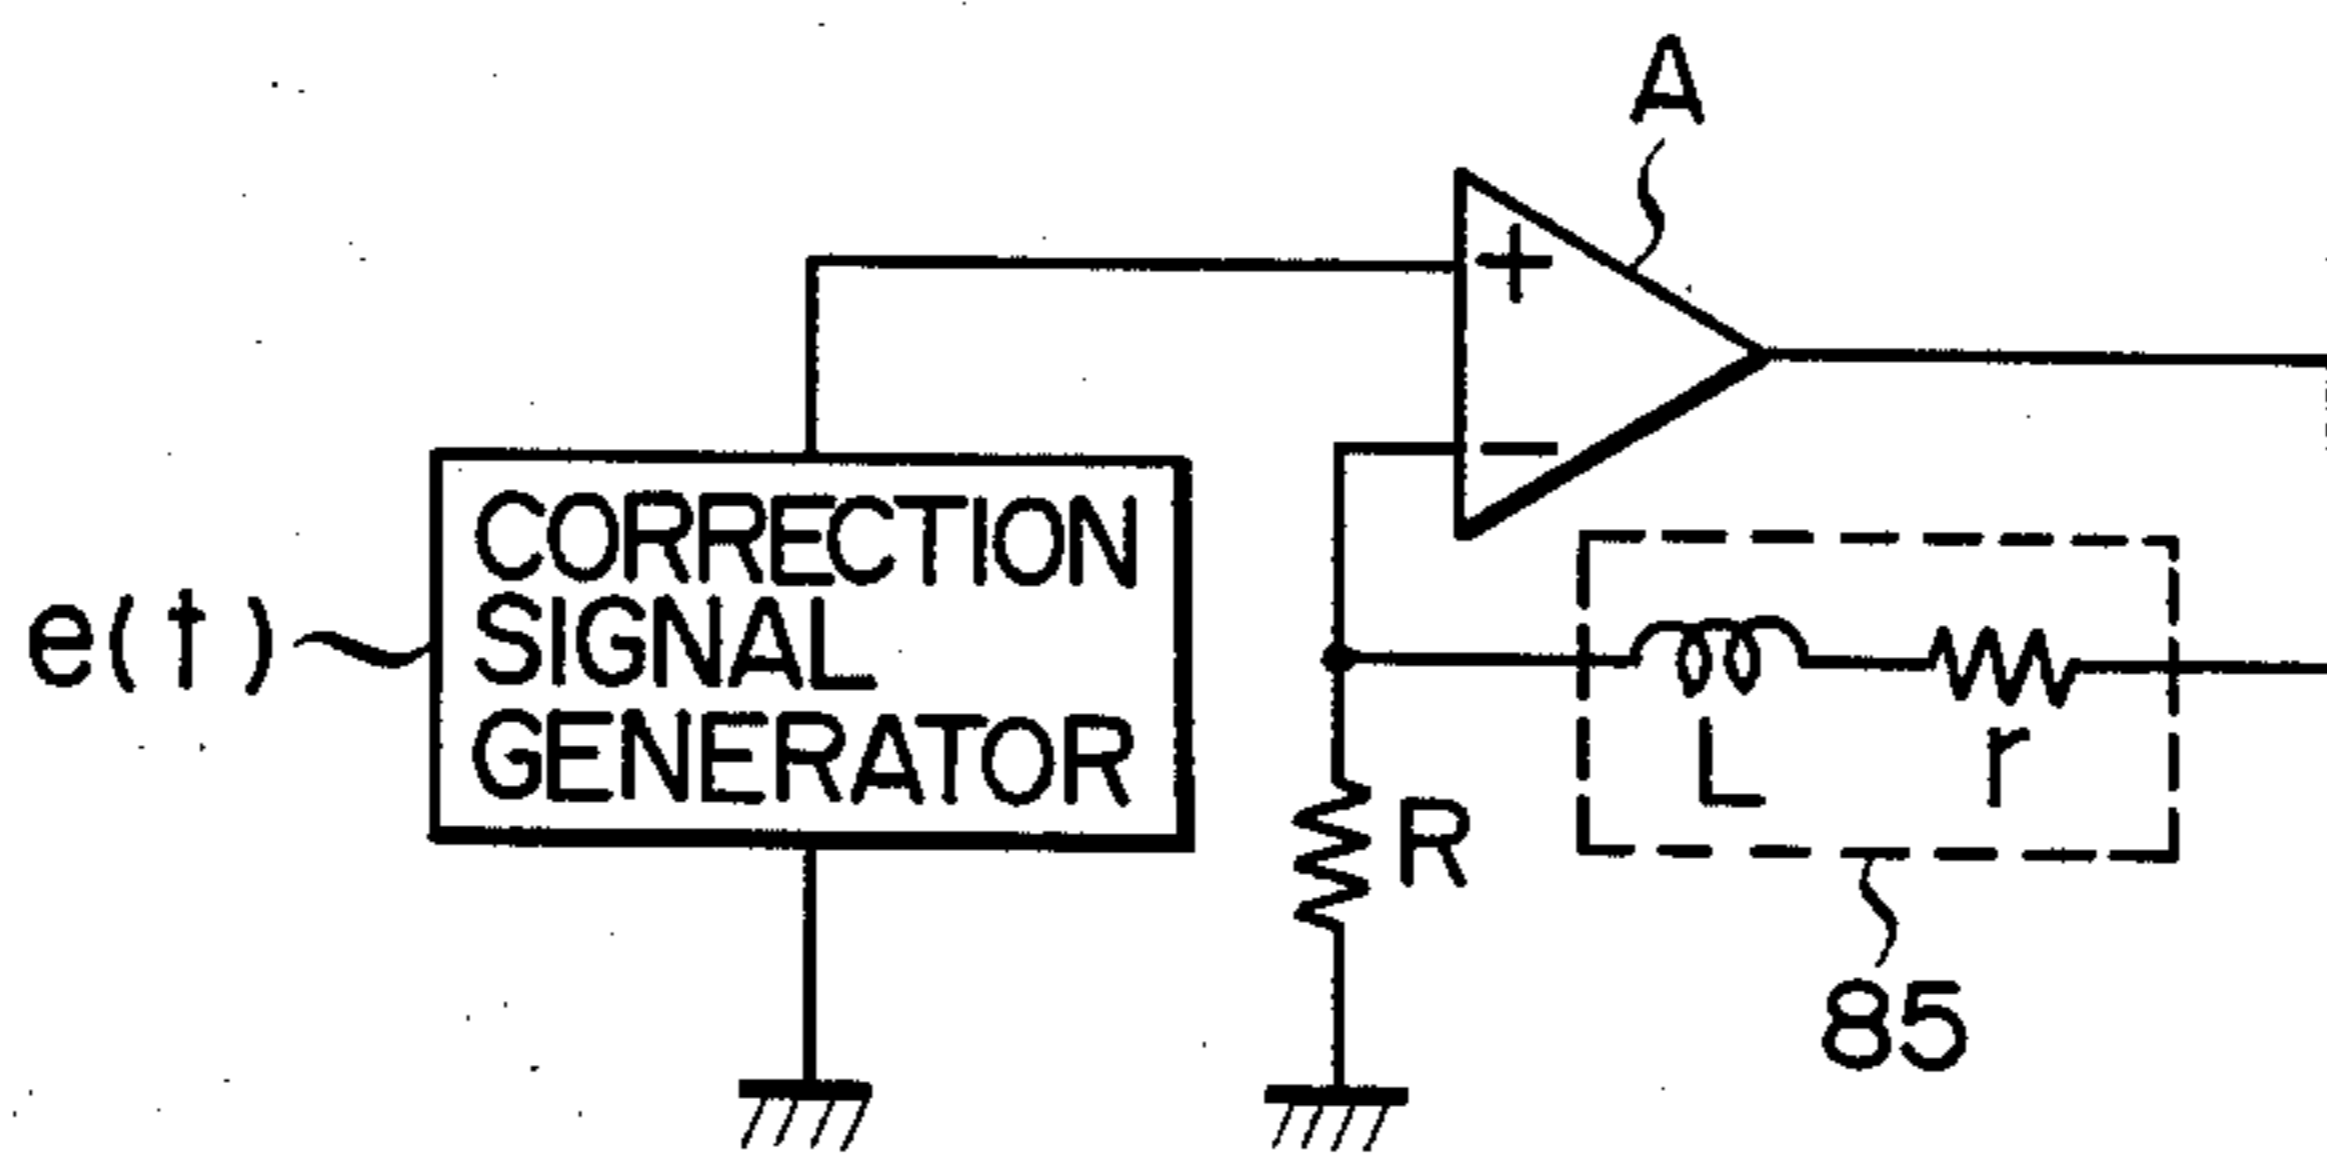 A
+
−
CORRECTION
SIGNAL
GENERATOR
e(t)
L
r
R
85